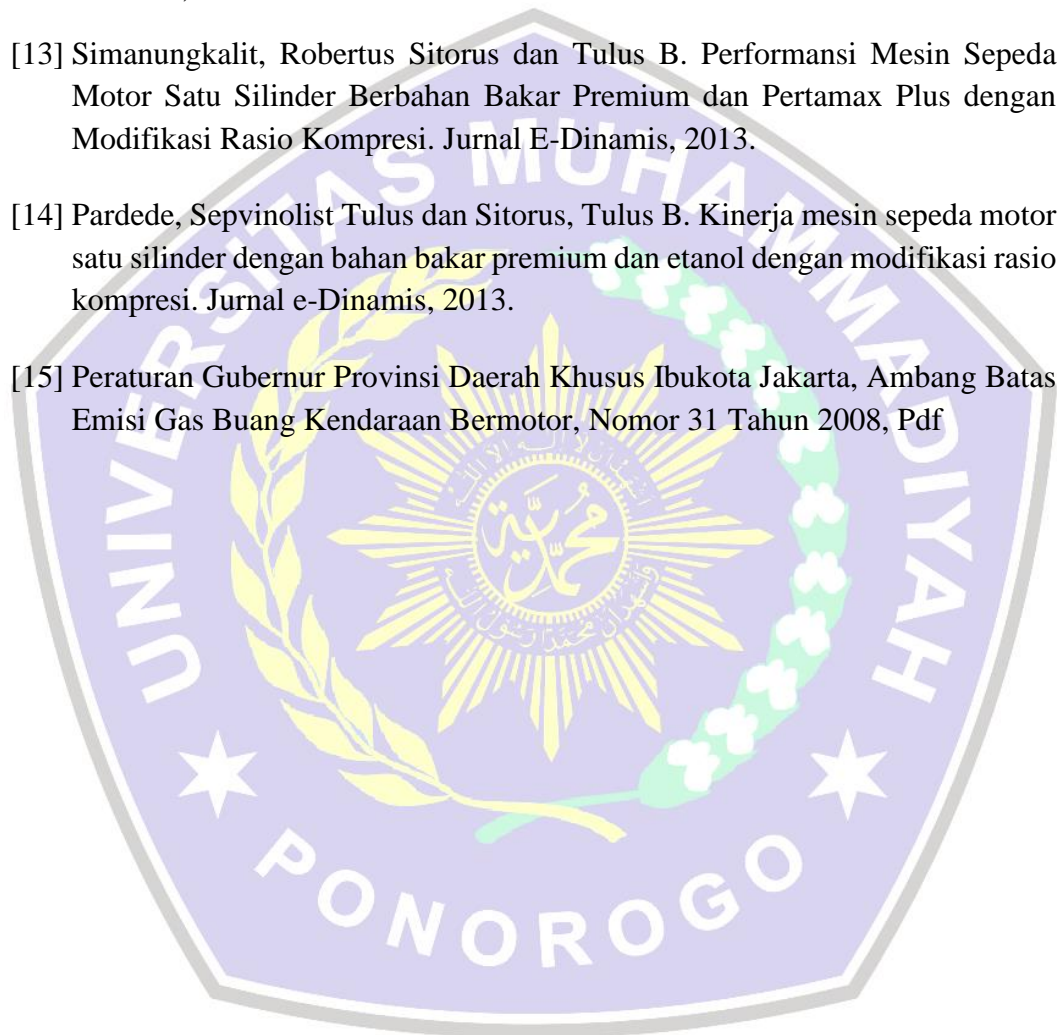 [13] Simanungkalit, Robertus Sitorus dan Tulus B. Performansi Mesin Sepeda
Motor Satu Silinder Berbahan Bakar Premium dan Pertamax Plus dengan
Modifikasi Rasio Kompresi. Jurnal E-Dinamis, 2013.
[14] Pardede, Sepvinolist Tulus dan Sitorus, Tulus B. Kinerja mesin sepeda motor
satu silinder dengan bahan bakar premium dan etanol dengan modifikasi rasio
kompresi. Jurnal e-Dinamis, 2013.
[15] Peraturan Gubernur Provinsi Daerah Khusus Ibukota Jakarta, Ambang Batas
Emisi Gas Buang Kendaraan Bermotor, Nomor 31 Tahun 2008, Pdf
UNIVERSITAS MUHAMMADIYAH
PONOROGO
محمدية